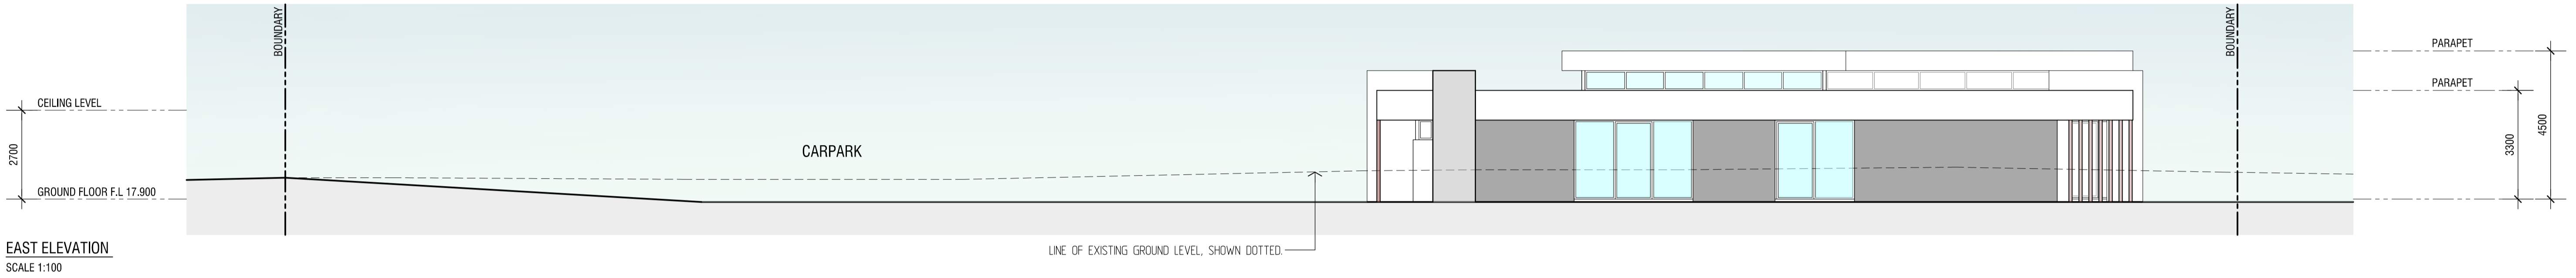 BOUNDARY
BOUNDARY
PARAPET
CEILING LEVEL
PARAPET
4500
3300
2700
CARPARK
GROUND FLOOR F.L 17.900
LINE OF EXISTING GROUND LEVEL, SHOWN DOTTED.
EAST ELEVATION
SCALE 1:100